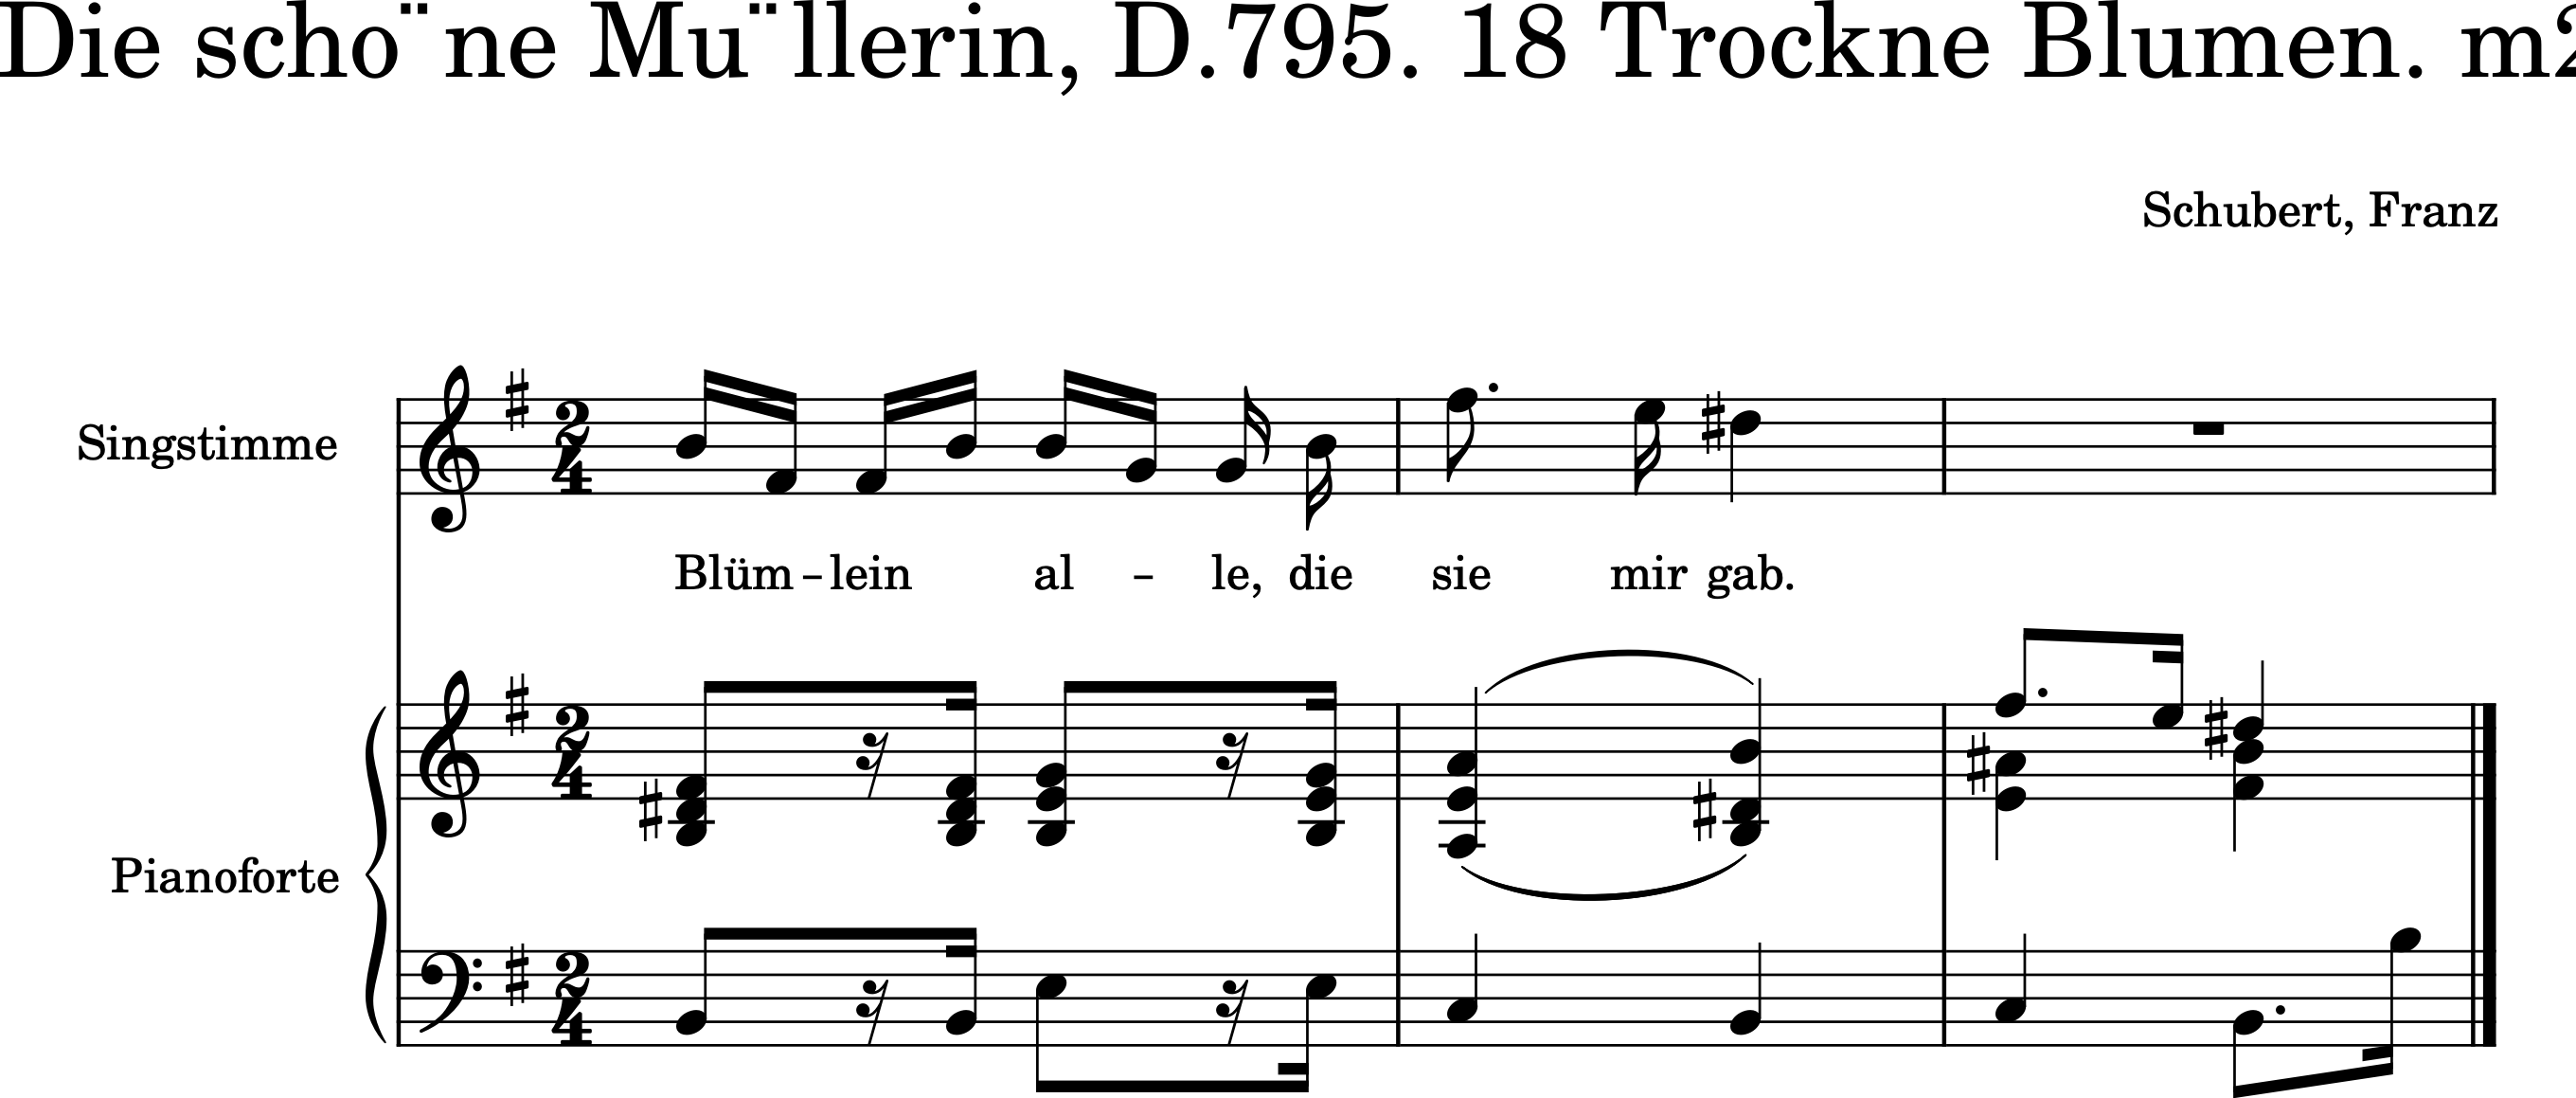 Die scho¨ne Mu¨llerin, D.795. 18 Trockne Blumen. m2
Schubert, Franz
Singstimme
Blüm – lein al – le, die sie mir gab.
Pianoforte